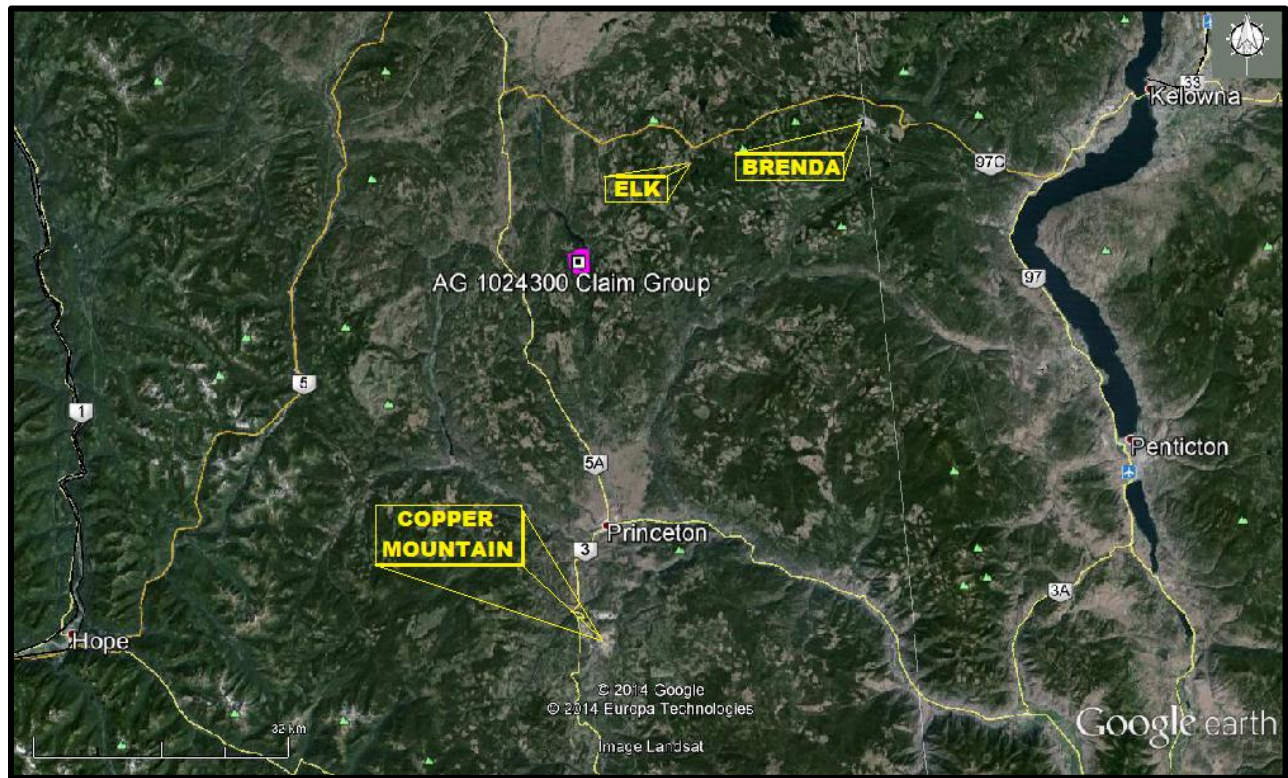 33
Kelowna
BRENDA
97C
ELK
AG 1024300 Claim Group
97
5
1
Penticton
5A
COPPER
MOUNTAIN
Princeton
3
3A
Hope
© 2014 Google
© 2014 Europa Technologies
32 km
Image Landsat
Google earth